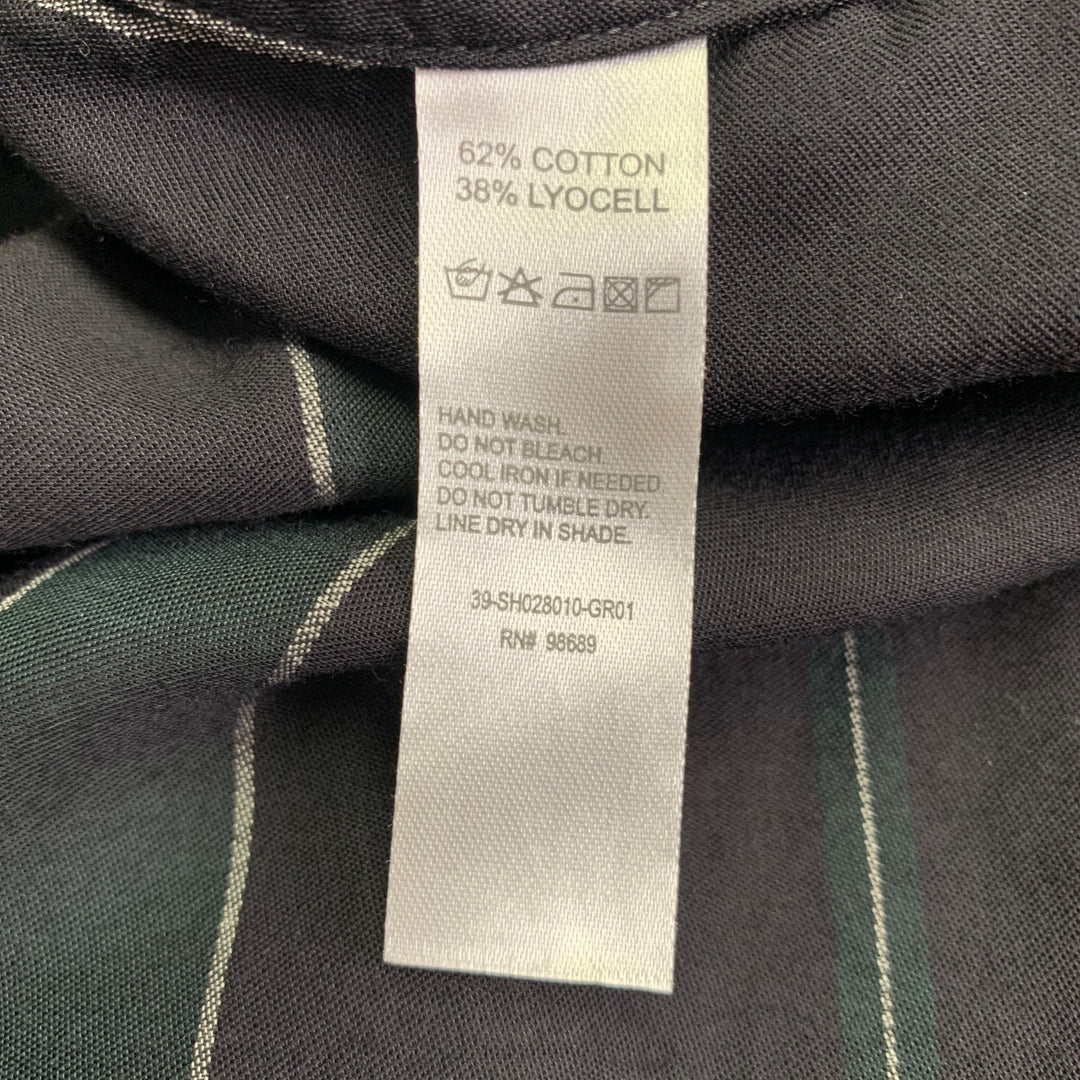 62% COTTON
38% LYOCELL
HAND WASH.
DO NOT BLEACH.
COOL IRON IF NEEDED.
DO NOT TUMBLE DRY.
LINE DRY IN SHADE.
39-SH028010-GR01
RN# 98689